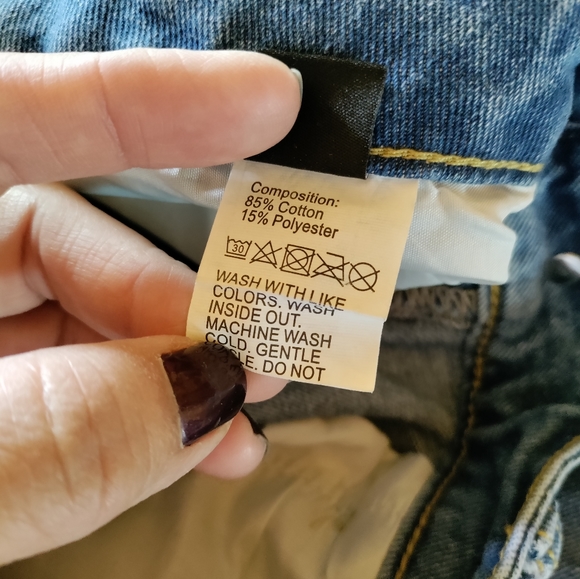 Composition:
85% Cotton
15% Polyester
30
WASH WITH LIKE
COLORS. WASH
INSIDE OUT.
MACHINE WASH
COLD. GENTLE
DO NOT